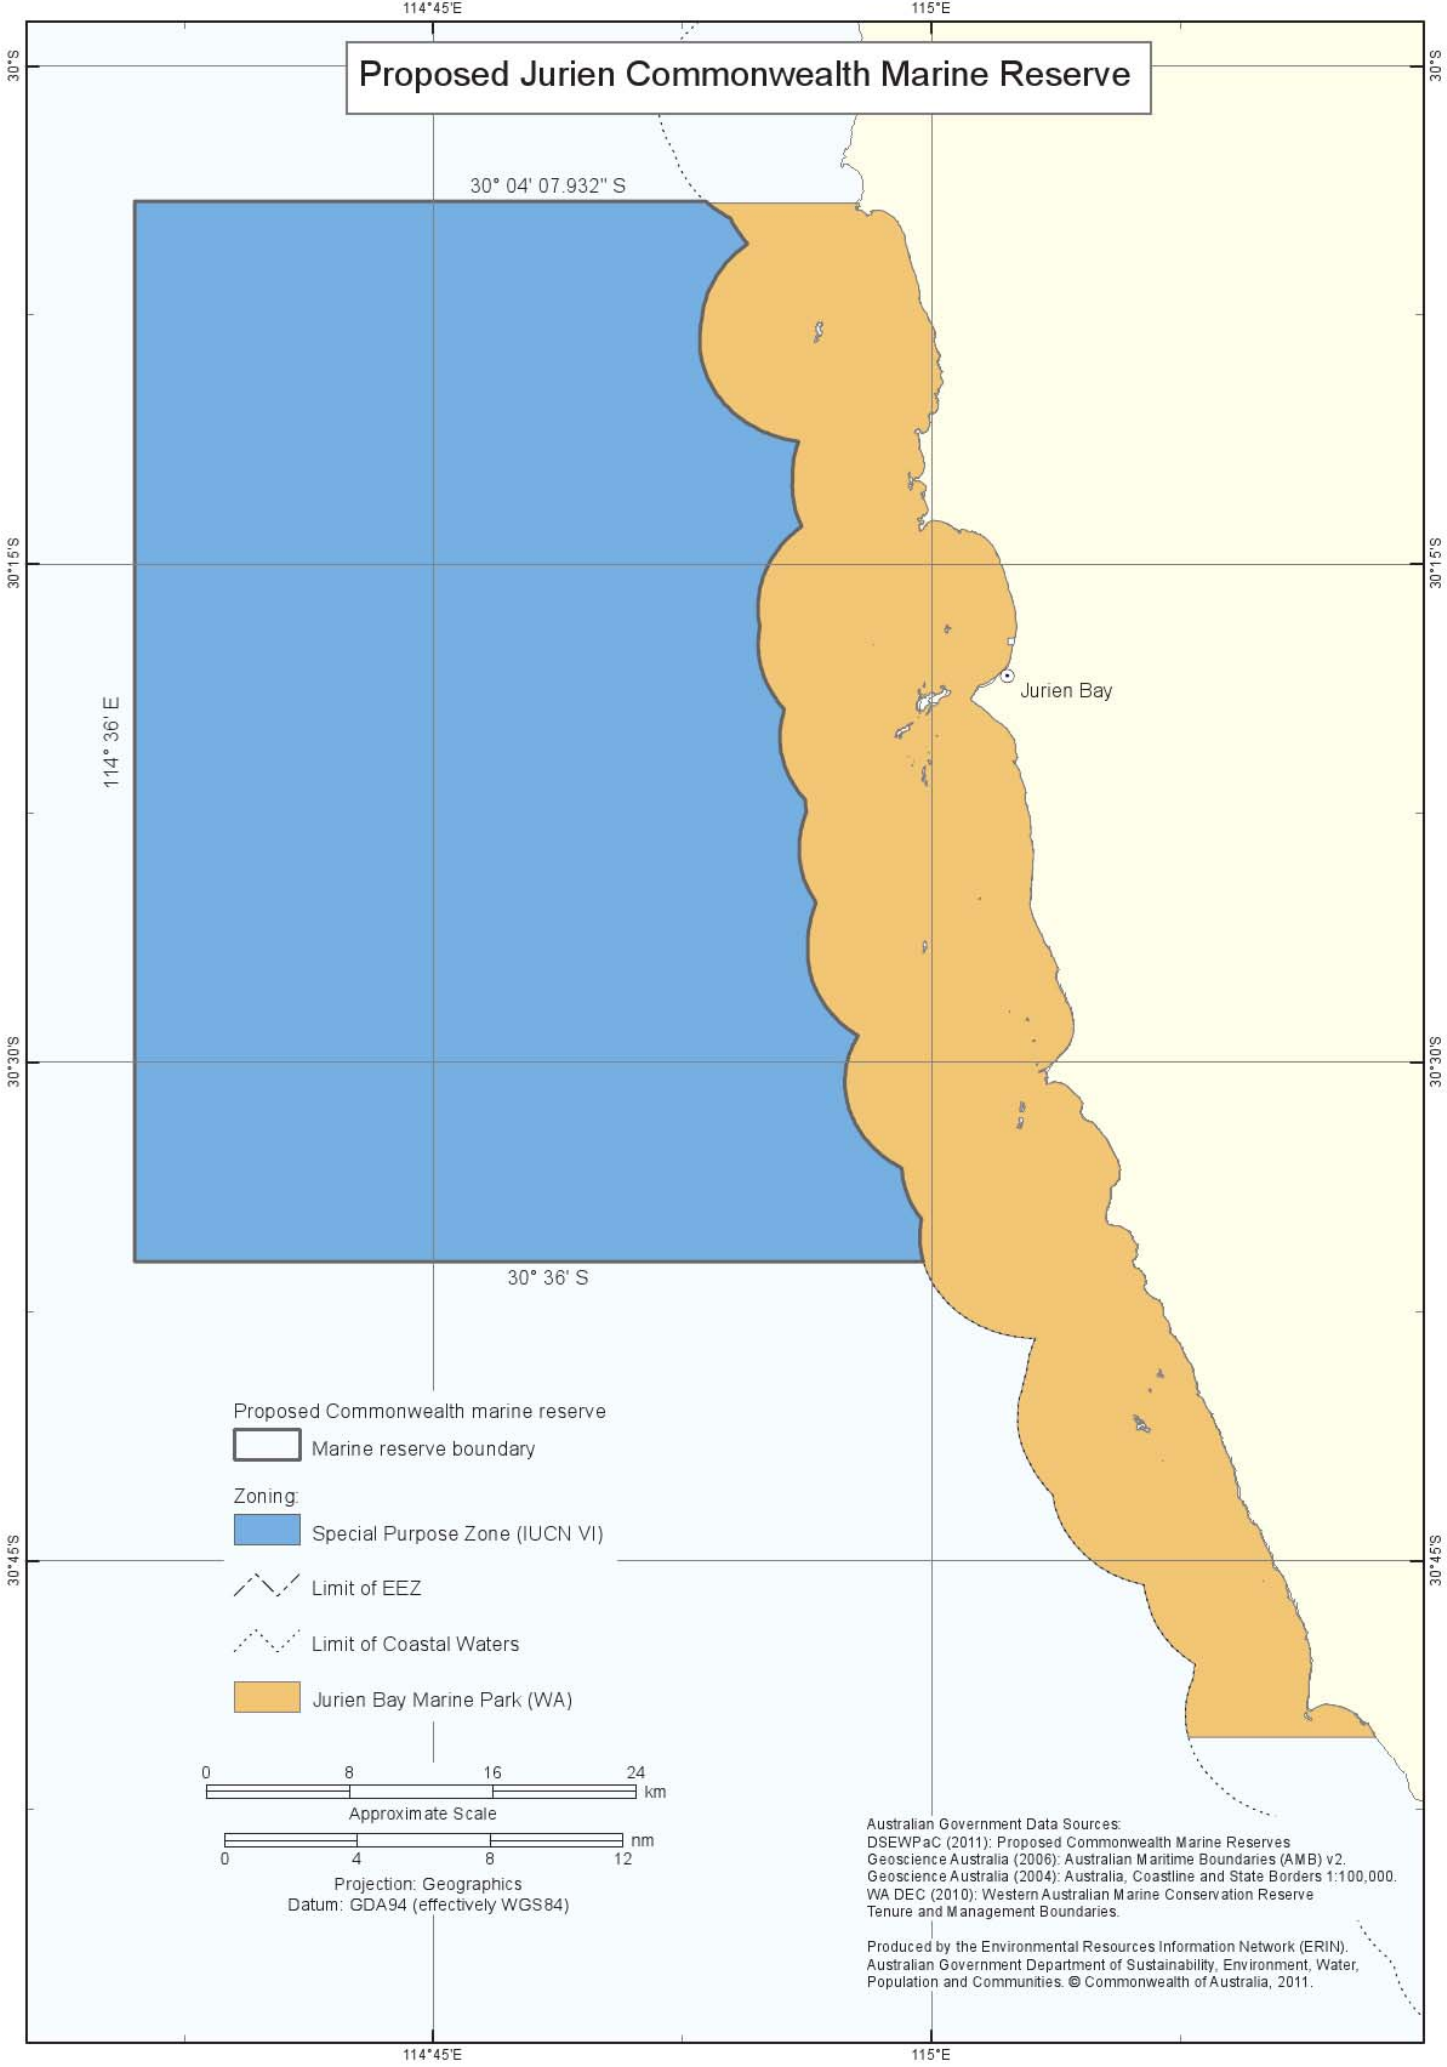 114°45'E
115°E
30°S
30°S
Proposed Jurien Commonwealth Marine Reserve
30° 04' 07.932" S
30°15'S
30°15'S
114° 36' E
Jurien Bay
30°30'S
30°30'S
30° 36' S
Proposed Commonwealth marine reserve
Marine reserve boundary
Zoning:
Special Purpose Zone (IUCN VI)
30°45'S
30°45'S
Limit of EEZ
Limit of Coastal Waters
Jurien Bay Marine Park (WA)
0 8 16 24
km
Approximate Scale
nm
0 4 8 12
Projection: Geographics
Datum: GDA94 (effectively WGS84)
Australian Government Data Sources:
DSEWPaC (2011): Proposed Commonwealth Marine Reserves
Geoscience Australia (2006): Australian Maritime Boundaries (AMB) v2.
Geoscience Australia (2004): Australia, Coastline and State Borders 1:100,000.
WA DEC (2010): Western Australian Marine Conservation Reserve
Tenure and Management Boundaries.
Produced by the Environmental Resources Information Network (ERIN).
Australian Government Department of Sustainability, Environment, Water,
Population and Communities. © Commonwealth of Australia, 2011.
114°45'E
115°E